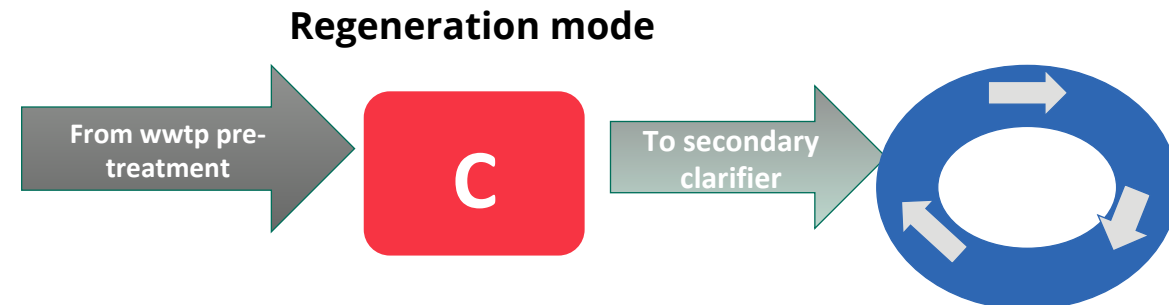 Regeneration mode
From wwtp pre-
treatment
C
To secondary
clarifier